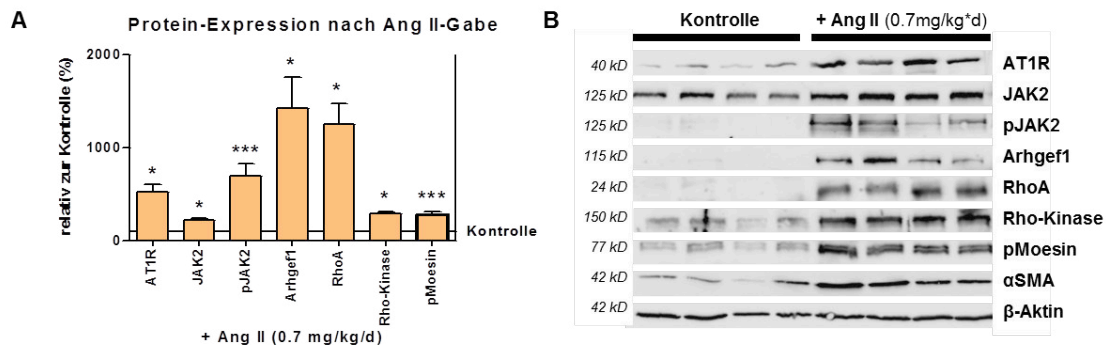 A
Protein-Expression nach Ang II-Gabe
relativ zur Kontrolle (%)
2000
1000
0
*
*
***
*
*
*
***
Kontrolle
AT1R
JAK2
pJAK2
Arhgef1
RhoA
Rho-Kinase
pMoesin
+ Ang II (0.7 mg/kg/d)
B
Kontrolle
+ Ang II (0.7mg/kg*d)
40 kD AT1R
125 kD JAK2
125 kD pJAK2
115 kD Arhgef1
24 kD RhoA
150 kD Rho-Kinase
77 kD pMoesin
42 kD αSMA
42 kD β-Aktin